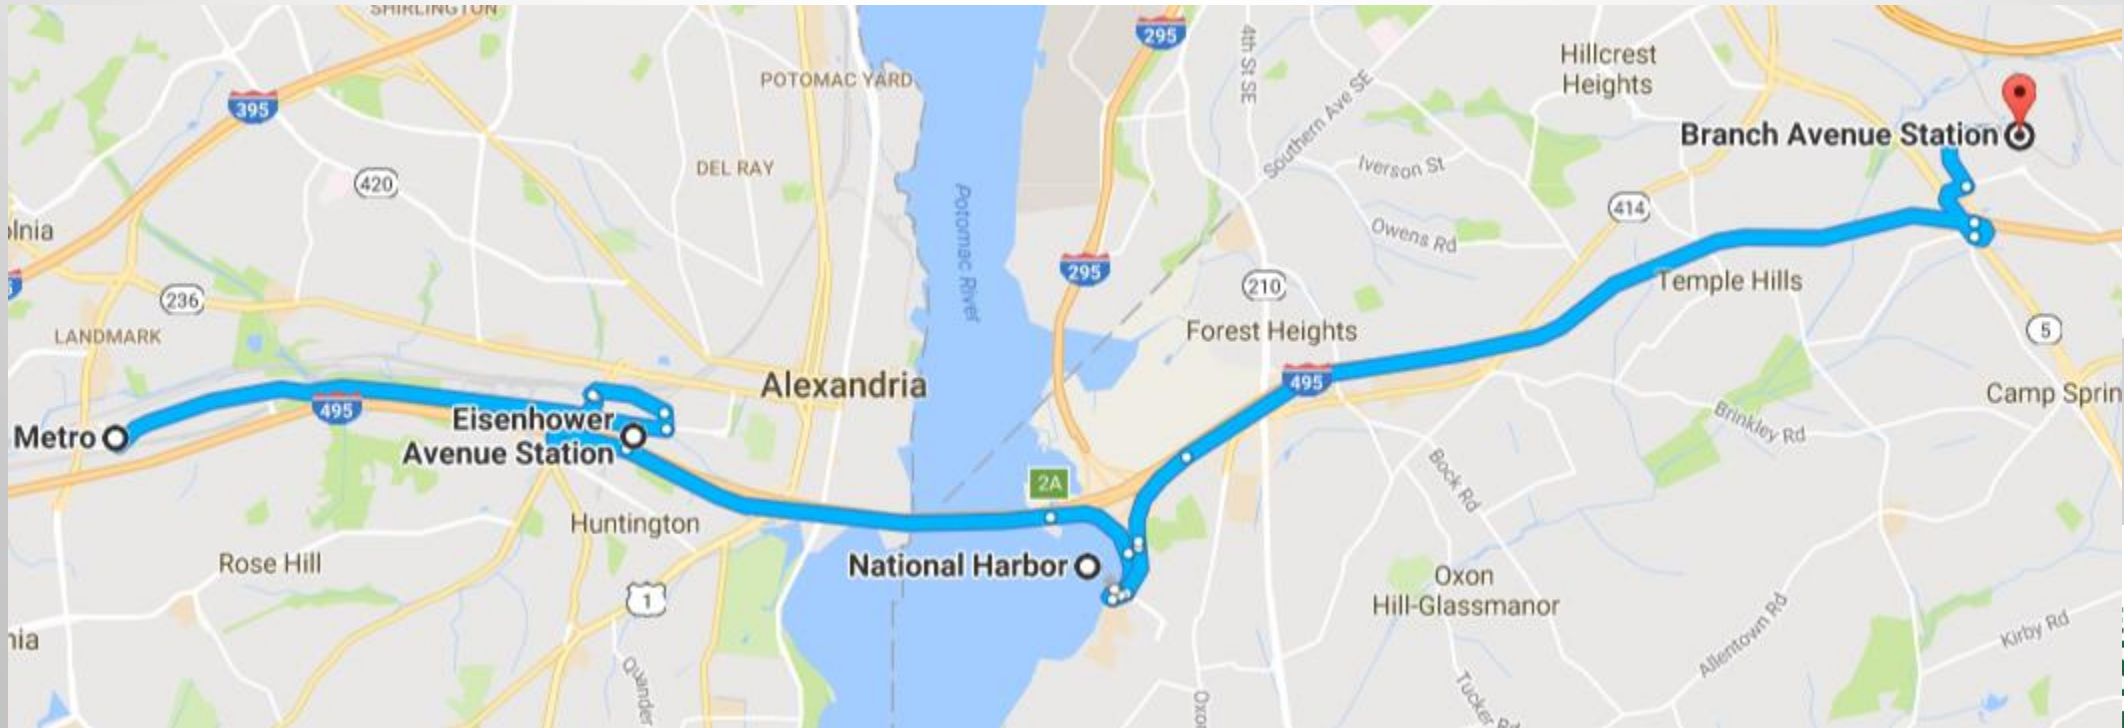 SHIRLINGTON
295
4th St SE
Hillcrest
Heights
POTOMAC YARD
395
Southern Ave SE
Branch Avenue Station
DEL RAY
Iverson St
420
Potomac River
414
Owens Rd
295
Temple Hills
236
210
Forest Heights
5
LANDMARK
495
Alexandria
Camp Sprin
495
Eisenhower
Avenue Station
Metro
Brinkley Rd
2A
Bock Rd
Huntington
National Harbor
Rose Hill
Oxon
Hill-Glassmanor
1
Allentown Rd
Kirby Rd
nia
Quander
Tucker Rd
Oxo